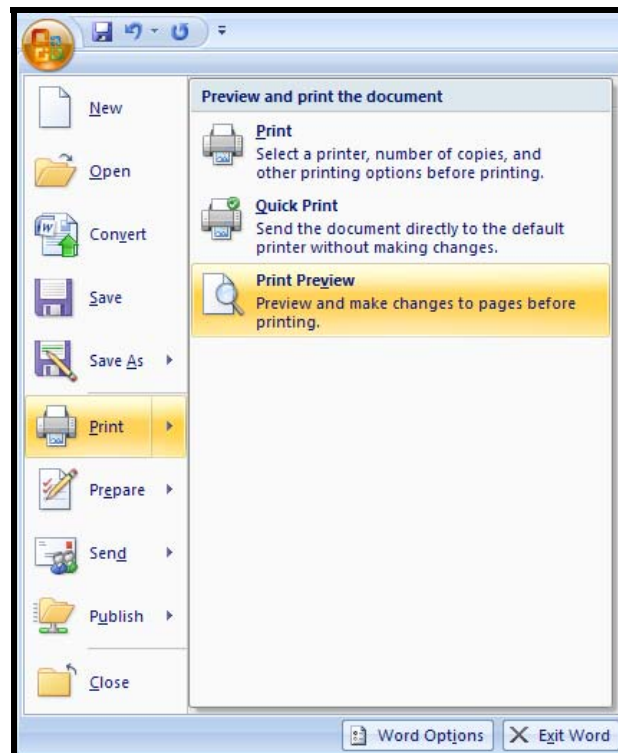 New
Open
Convert
Save
Save As
Print
Prepare
Send
Publish
Close
Preview and print the document
Print
Select a printer, number of copies, and
other printing options before printing.
Quick Print
Send the document directly to the default
printer without making changes.
Print Preview
Preview and make changes to pages before
printing.
Word Options
Exit Word